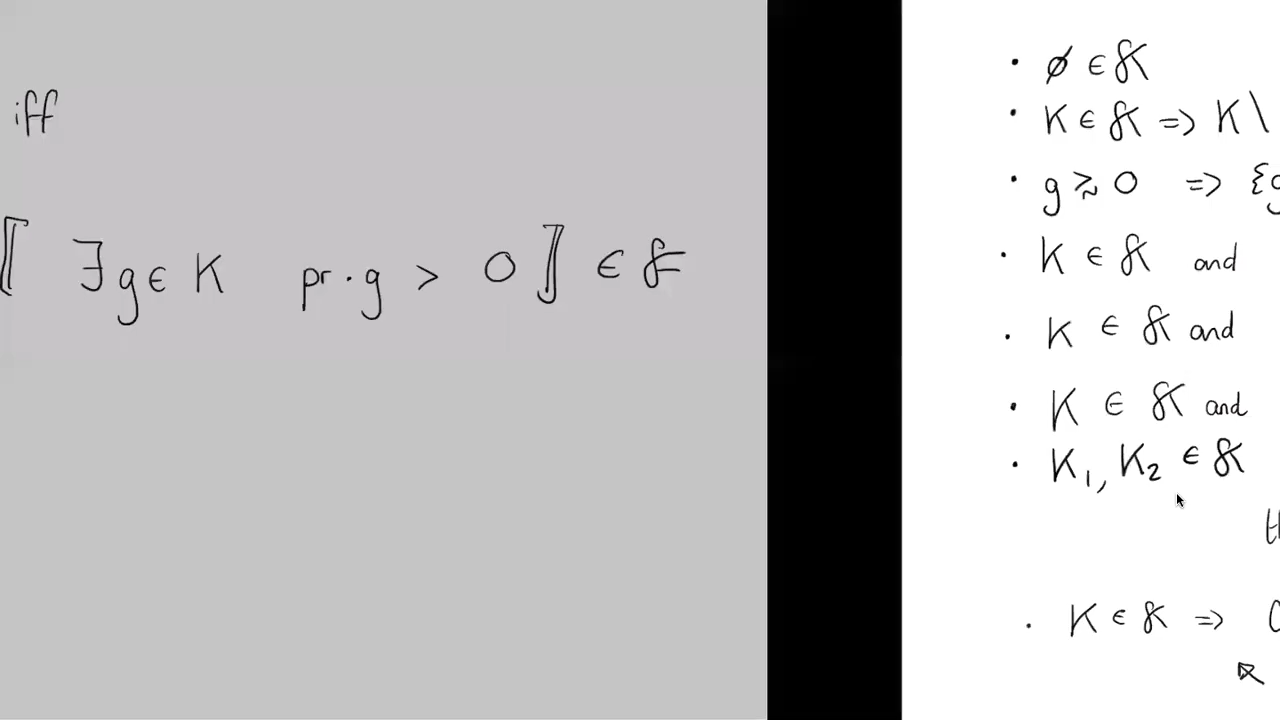 iff
⟦ ∃ g ∈ K pr · g > 0 ⟧ ∈ ℱ
· ∅ ∈ 𝒦
· K ∈ 𝒦 => K \
· g ⪆ 0 => {g
· K ∈ 𝒦 and
· K ∈ 𝒦 and
· K ∈ 𝒦 and
· K₁, K₂ ∈ 𝒦
· K ∈ 𝒦 =>